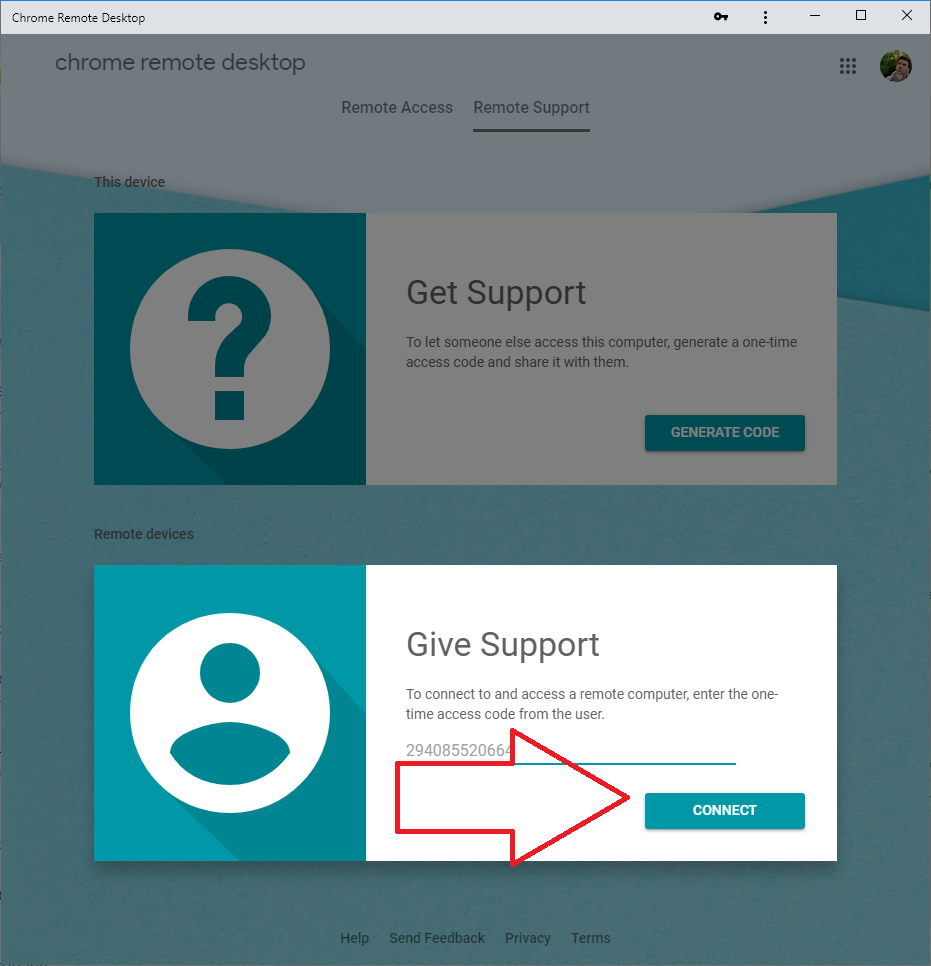 Chrome Remote Desktop
chrome remote desktop
Remote Access
Remote Support
This device
Get Support
To let someone else access this computer, generate a one-time
access code and share it with them.
GENERATE CODE
Remote devices
Give Support
To connect to and access a remote computer, enter the one-
time access code from the user.
294085520664
CONNECT
Help
Send Feedback
Privacy
Terms